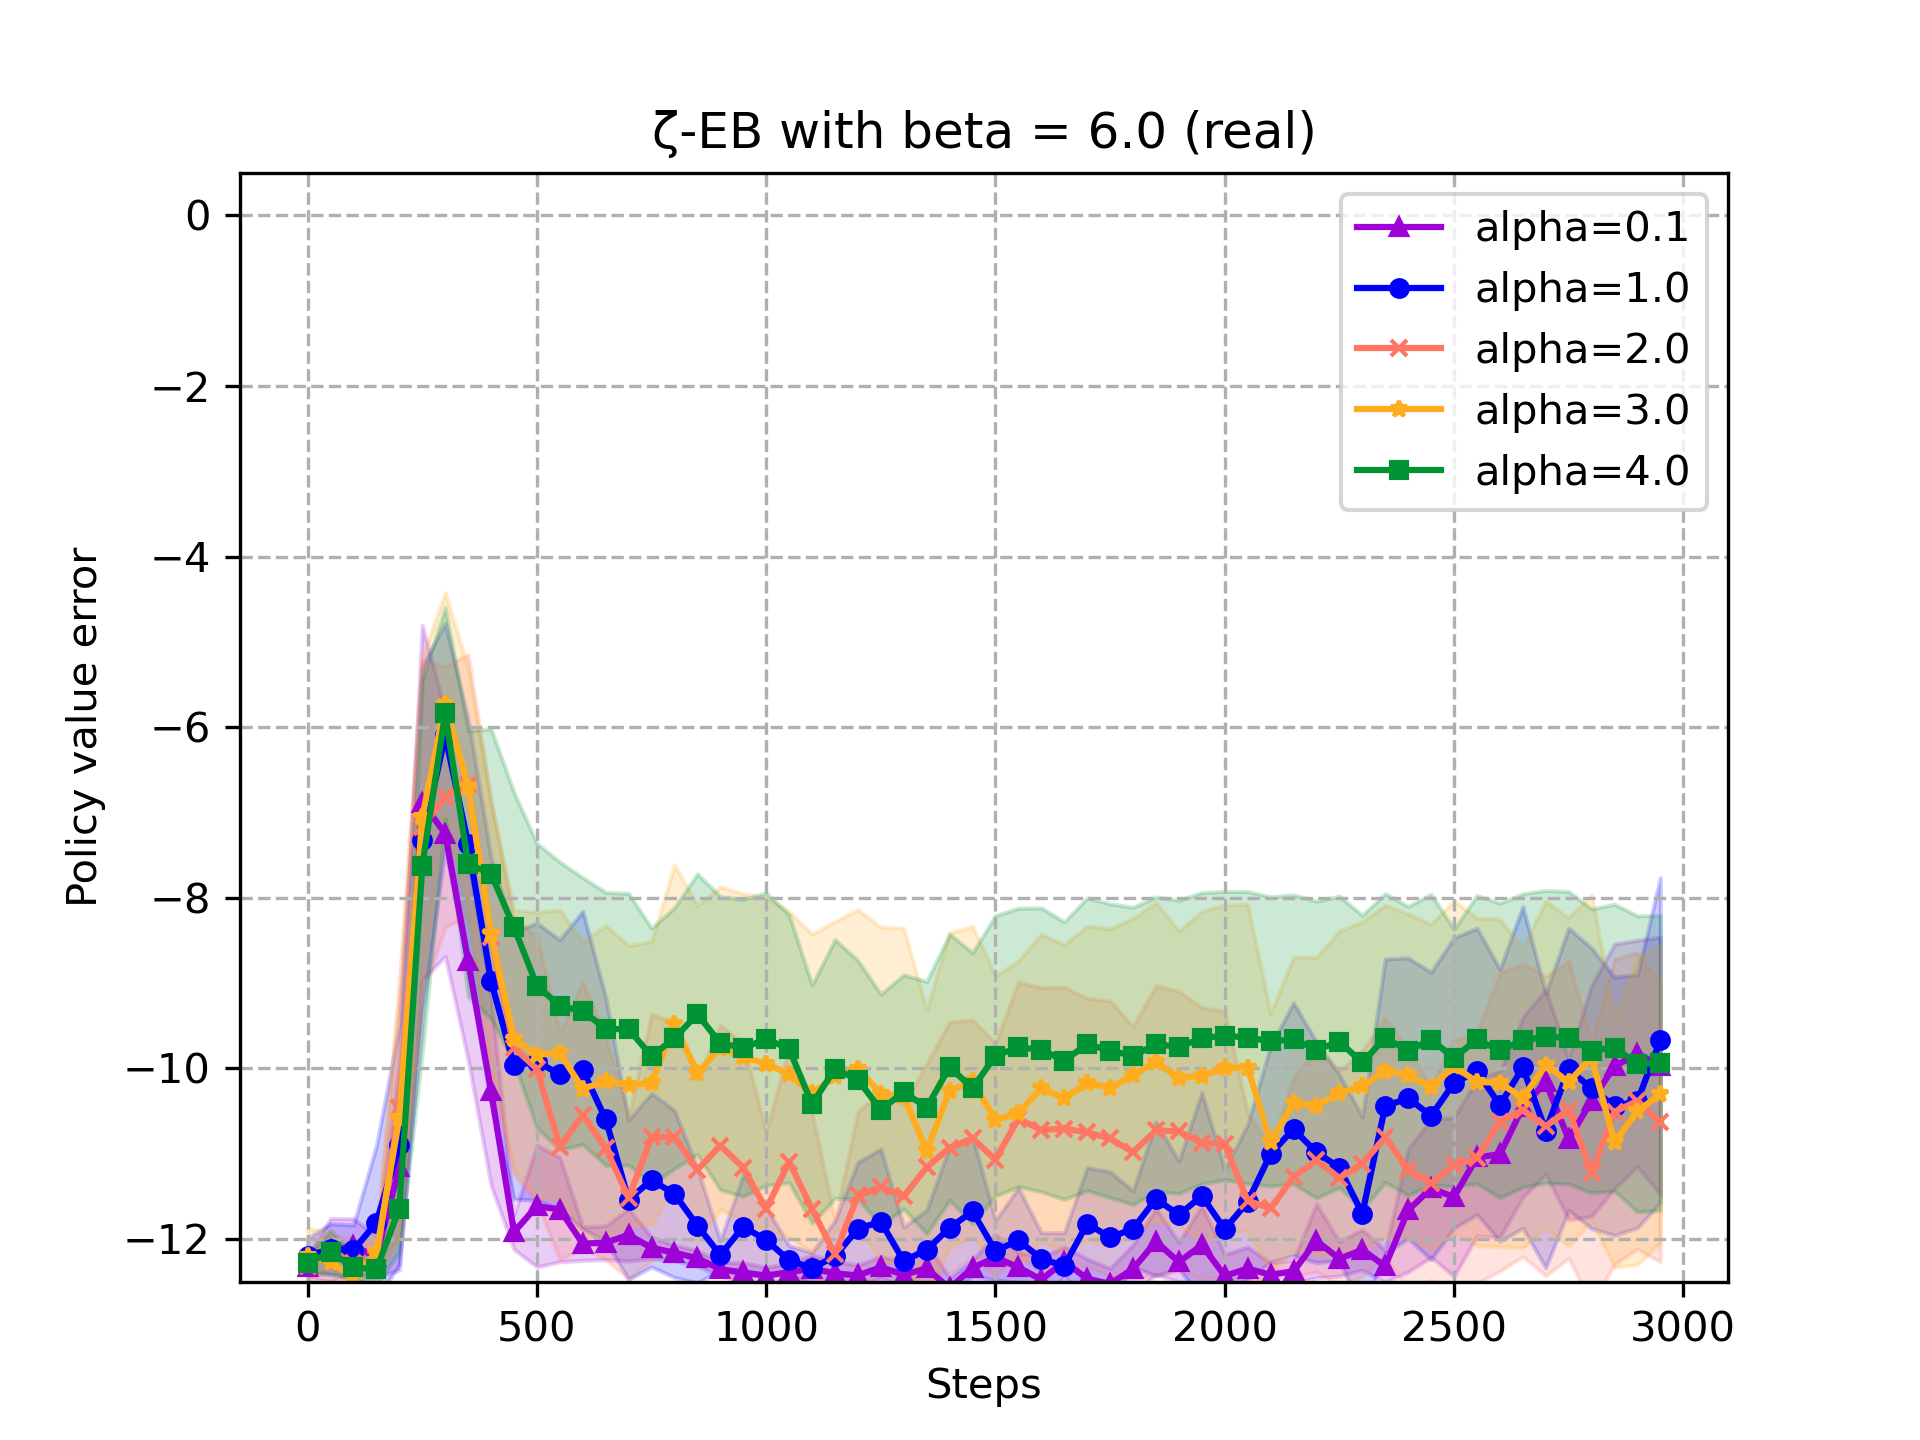 ζ-EB with beta = 6.0 (real)
0
−2
−4
−6
−8
−10
−12
Policy value error
alpha=0.1
alpha=1.0
alpha=2.0
alpha=3.0
alpha=4.0
0 500 1000 1500 2000 2500 3000
Steps